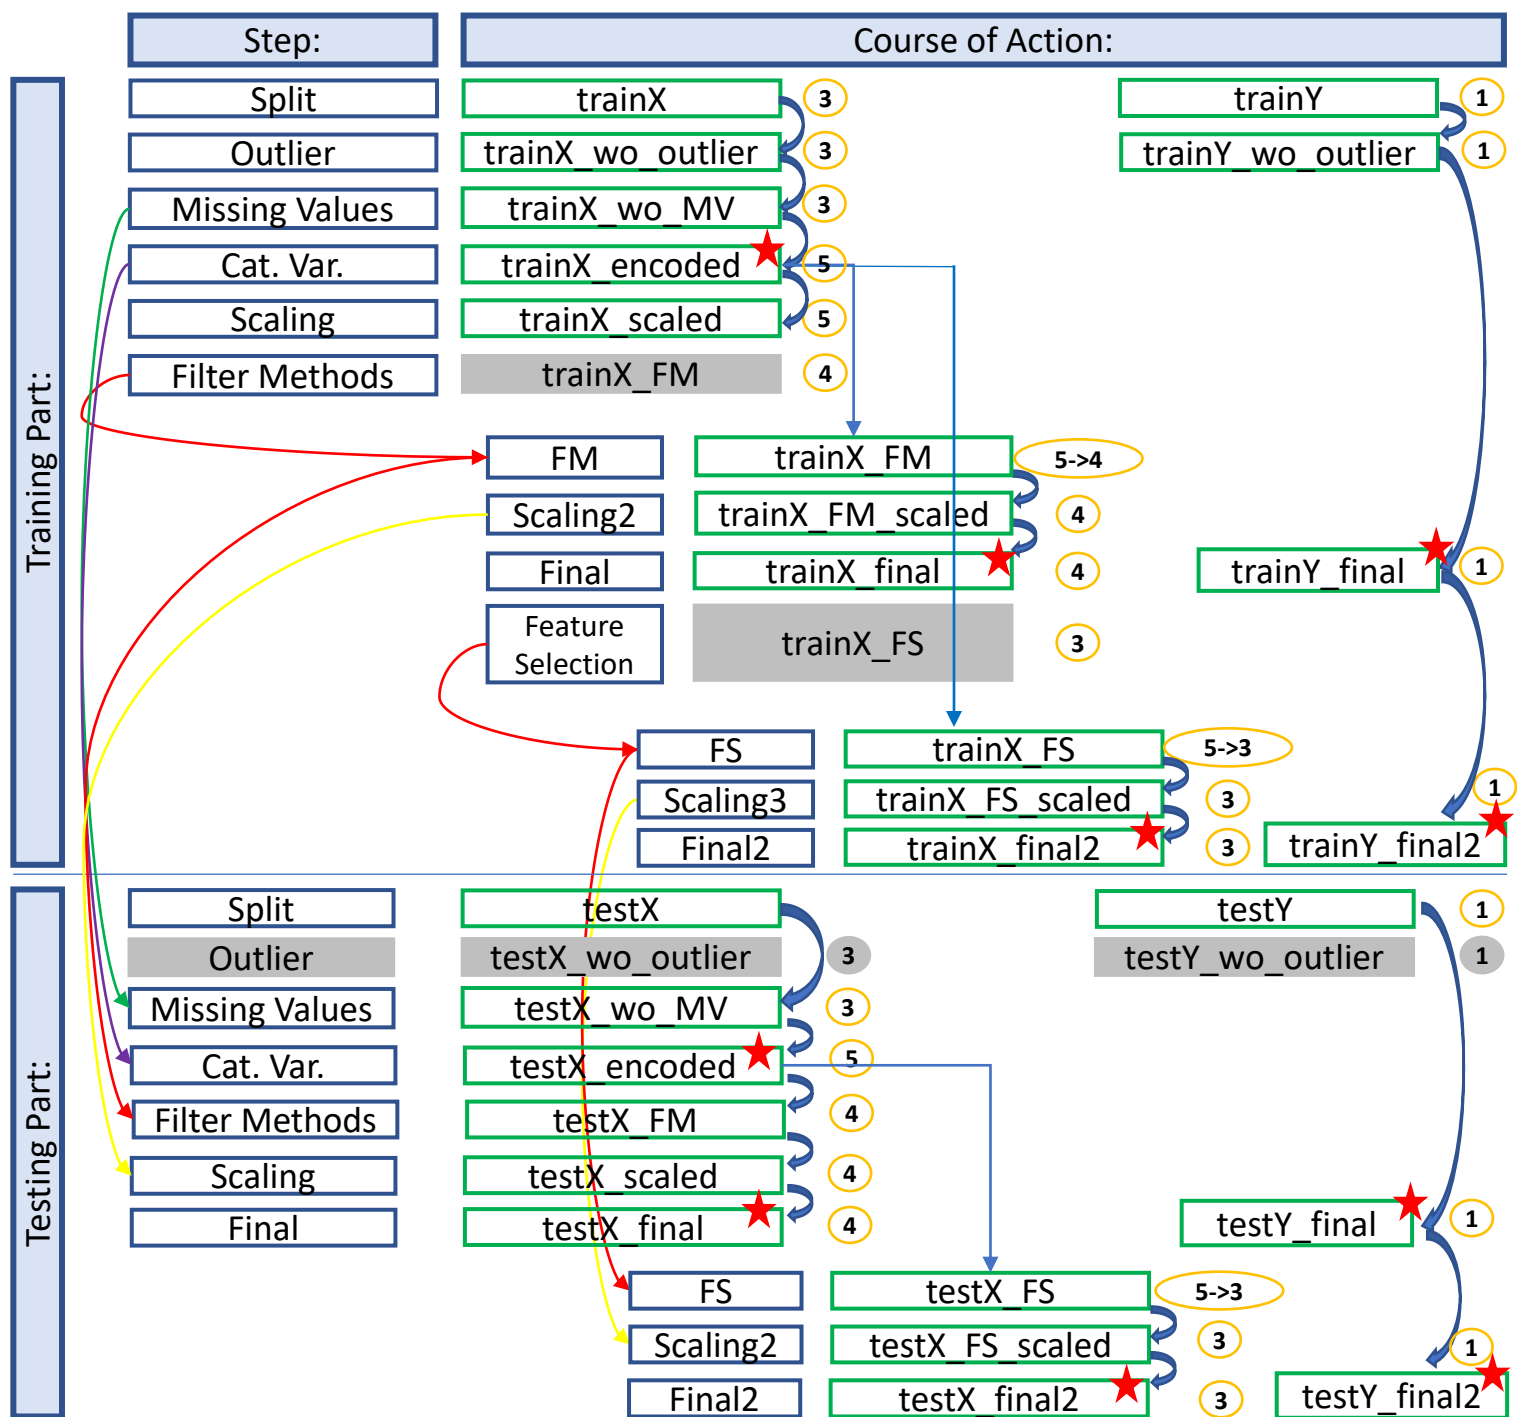 Step:
Course of Action:
Training Part:
Split
trainX
3
trainY
1
Outlier
trainX_wo_outlier
3
trainY_wo_outlier
1
Missing Values
trainX_wo_MV
3
Cat. Var.
trainX_encoded
5
Scaling
trainX_scaled
5
Filter Methods
trainX_FM
4
FM
trainX_FM
5->4
Scaling2
trainX_FM_scaled
4
Final
trainX_final
4
trainY_final
1
Feature
Selection
trainX_FS
3
FS
trainX_FS
5->3
Scaling3
trainX_FS_scaled
3
1
Final2
trainX_final2
3
trainY_final2
Testing Part:
Split
testX
testY
1
Outlier
testX_wo_outlier
3
testY_wo_outlier
1
Missing Values
testX_wo_MV
3
Cat. Var.
testX_encoded
5
Filter Methods
testX_FM
4
Scaling
testX_scaled
4
Final
testX_final
4
testY_final
1
FS
testX_FS
5->3
Scaling2
testX_FS_scaled
3
1
Final2
testX_final2
3
testY_final2